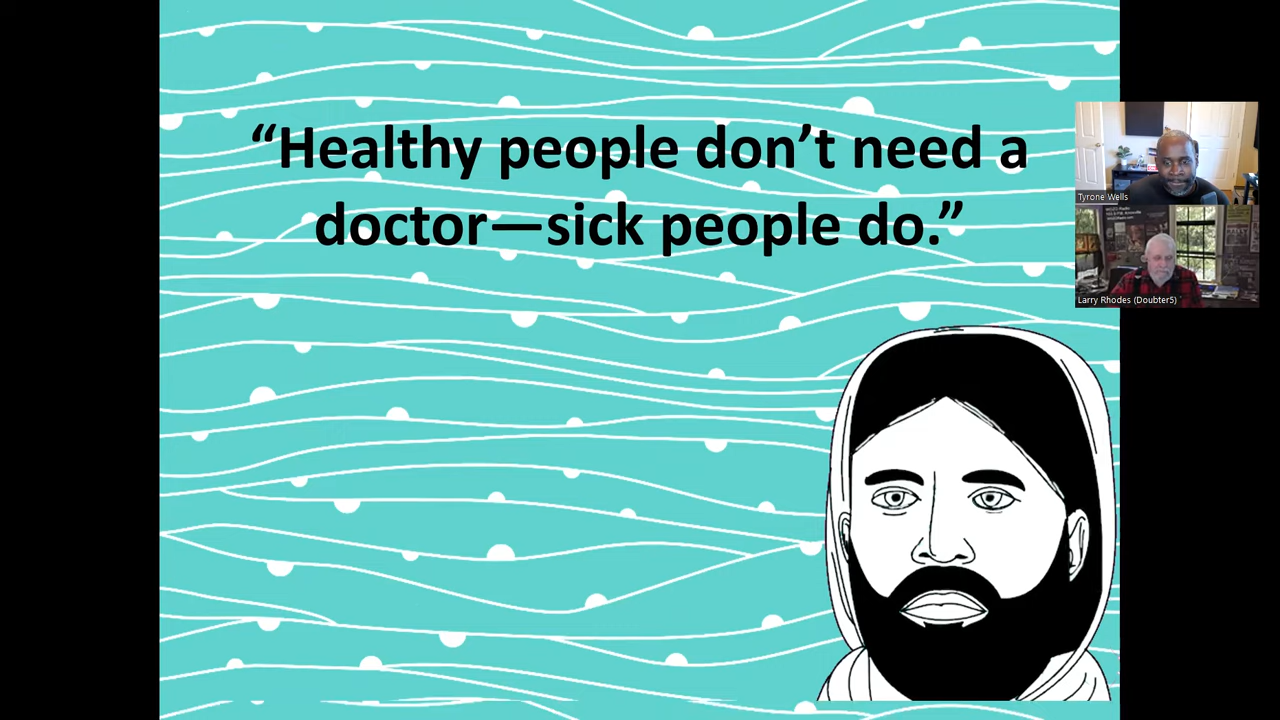 “Healthy people don’t need a
doctor—sick people do.”
Tyrone Wells
Larry Rhodes (Doubter5)